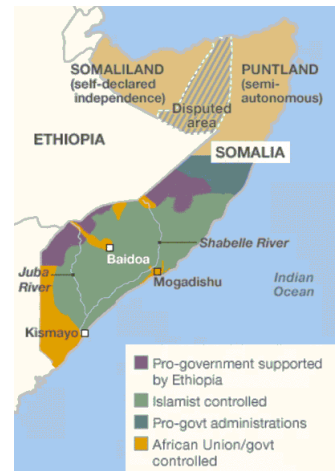 SOMALILAND
(self-declared
independence)
PUNTLAND
(semi-
autonomous)
Disputed
area
ETHIOPIA
SOMALIA
Shabelle River
Baidoa
Juba
River
Mogadishu
Indian
Ocean
Kismayo
Pro-government supported
by Ethiopia
Islamist controlled
Pro-govt administrations
African Union/govt
controlled